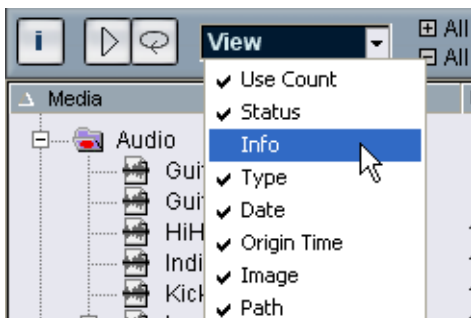 i View All
All
Media
Use Count
Status
Audio Info
Gui Type
Gui Date
HiH Origin Time
Indi Image
Kick Path